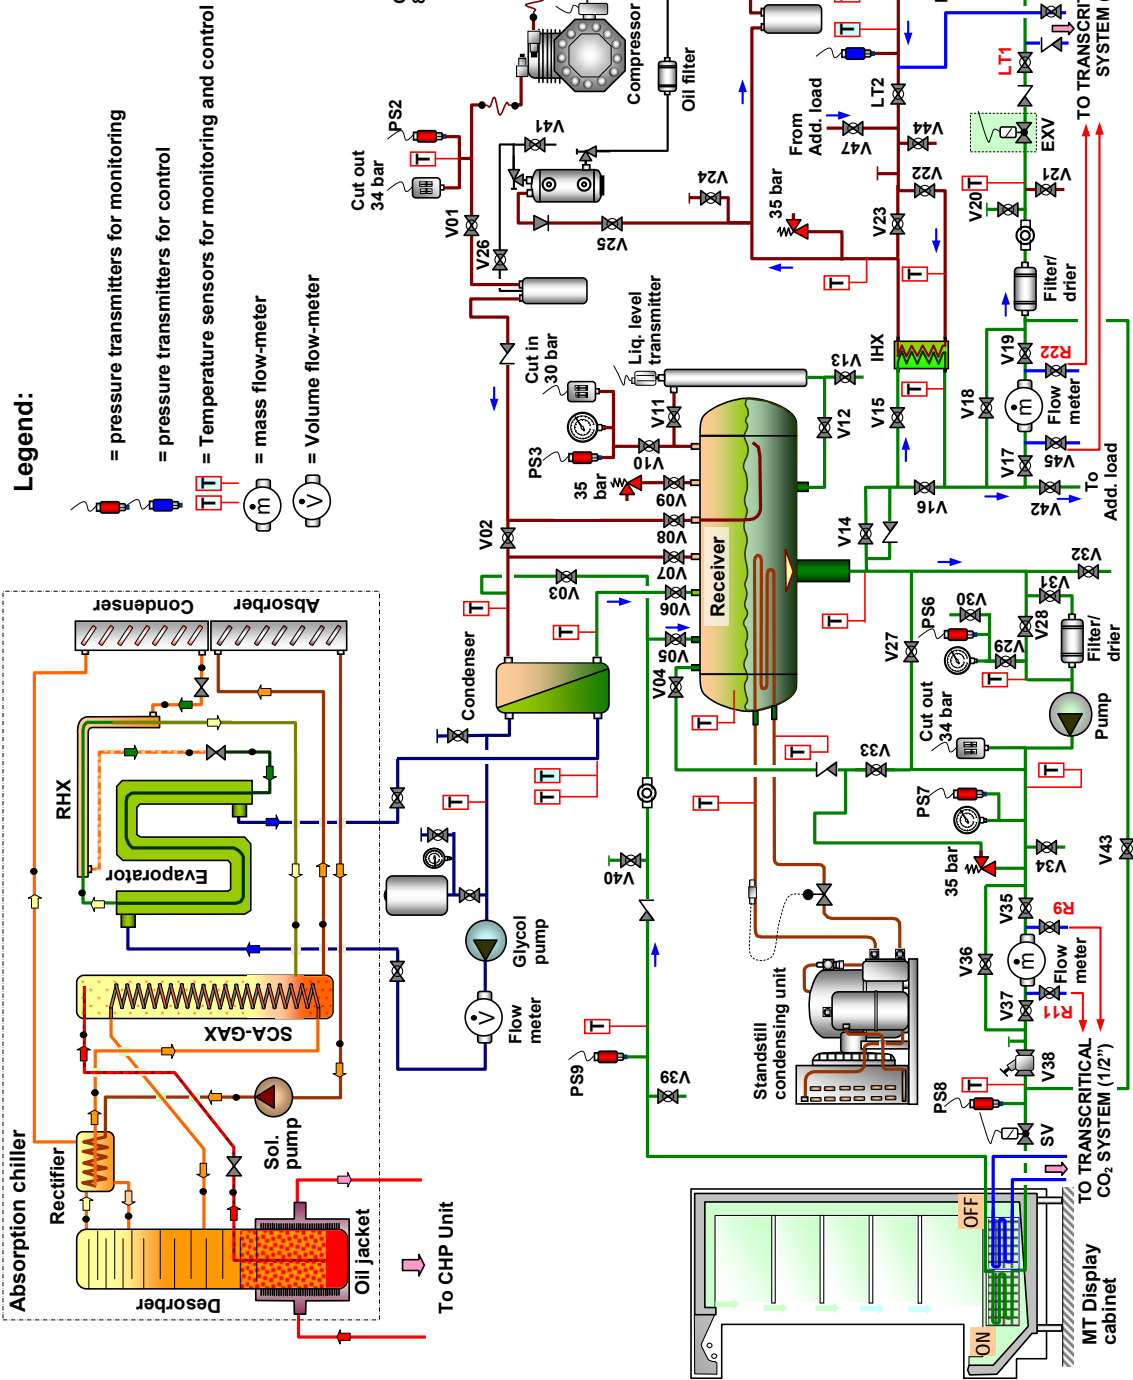 Legend:
= pressure transmitters for monitoring
= pressure transmitters for control
T
T
= Temperature sensors for monitoring and control
ṁ
= mass flow-meter
V̇
= Volume flow-meter
Absorption chiller
Rectifier
Desorber
Oil jacket
To CHP Unit
Sol.
pump
SCA-GAX
Evaporator
RHX
Condenser
Absorber
Flow
meter
V̇
Glycol
pump
T
T
T
Condenser
T
T
V02
V03
V01
V26
Cut out
34 bar
T
PS2
V41
Compressor
Oil filter
V25
V24
35 bar
Cut in
30 bar
Liq. level
transmitter
PS3
V10
V11
V12
V13
35
bar
V09
V08
V07
V06
V05
V04
Receiver
T
T
T
T
PS9
T
V39
V40
Standstill
condensing unit
V14
V15
V16
IHX
T
T
T
V23
V22
V44
V47
From
Add. load
LT2
T
T
V17
V18
V19
ṁ
Flow
meter
V45
R22
V42
To
Add. load
Filter/
drier
V20
T
V21
EXV
LT1
TO TRANSCRIT
SYSTEM (
V27
V28
V29
V30
V31
V32
PS6
T
Filter/
drier
Pump
Cut out
34 bar
V33
T
PS7
35 bar
V34
V35
V36
V37
ṁ
Flow
meter
R9
R11
V38
V43
T
PS8
SV
TO TRANSCRITICAL
CO₂ SYSTEM (1/2”)
OFF
ON
MT Display
cabinet